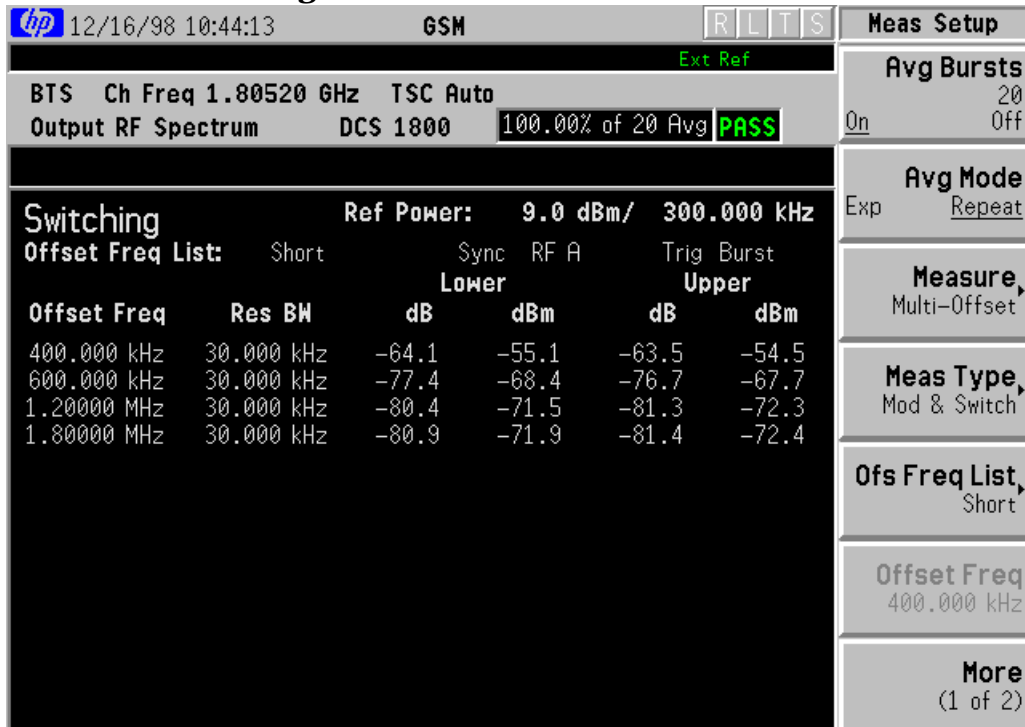 hp 12/16/98 10:44:13 GSM R L T S
Ext Ref
BTS Ch Freq 1.80520 GHz TSC Auto
Output RF Spectrum DCS 1800 100.00% of 20 Avg PASS
Switching Ref Power: 9.0 dBm/ 300.000 kHz
Offset Freq List: Short Sync RF A Trig Burst
Lower Upper
Offset Freq Res BW dB dBm dB dBm
400.000 kHz 30.000 kHz -64.1 -55.1 -63.5 -54.5
600.000 kHz 30.000 kHz -77.4 -68.4 -76.7 -67.7
1.20000 MHz 30.000 kHz -80.4 -71.5 -81.3 -72.3
1.80000 MHz 30.000 kHz -80.9 -71.9 -81.4 -72.4
Meas Setup
Avg Bursts
20
On Off
Avg Mode
Exp Repeat
Measure
Multi-Offset
Meas Type
Mod & Switch
Ofs Freq List
Short
Offset Freq
400.000 kHz
More
(1 of 2)